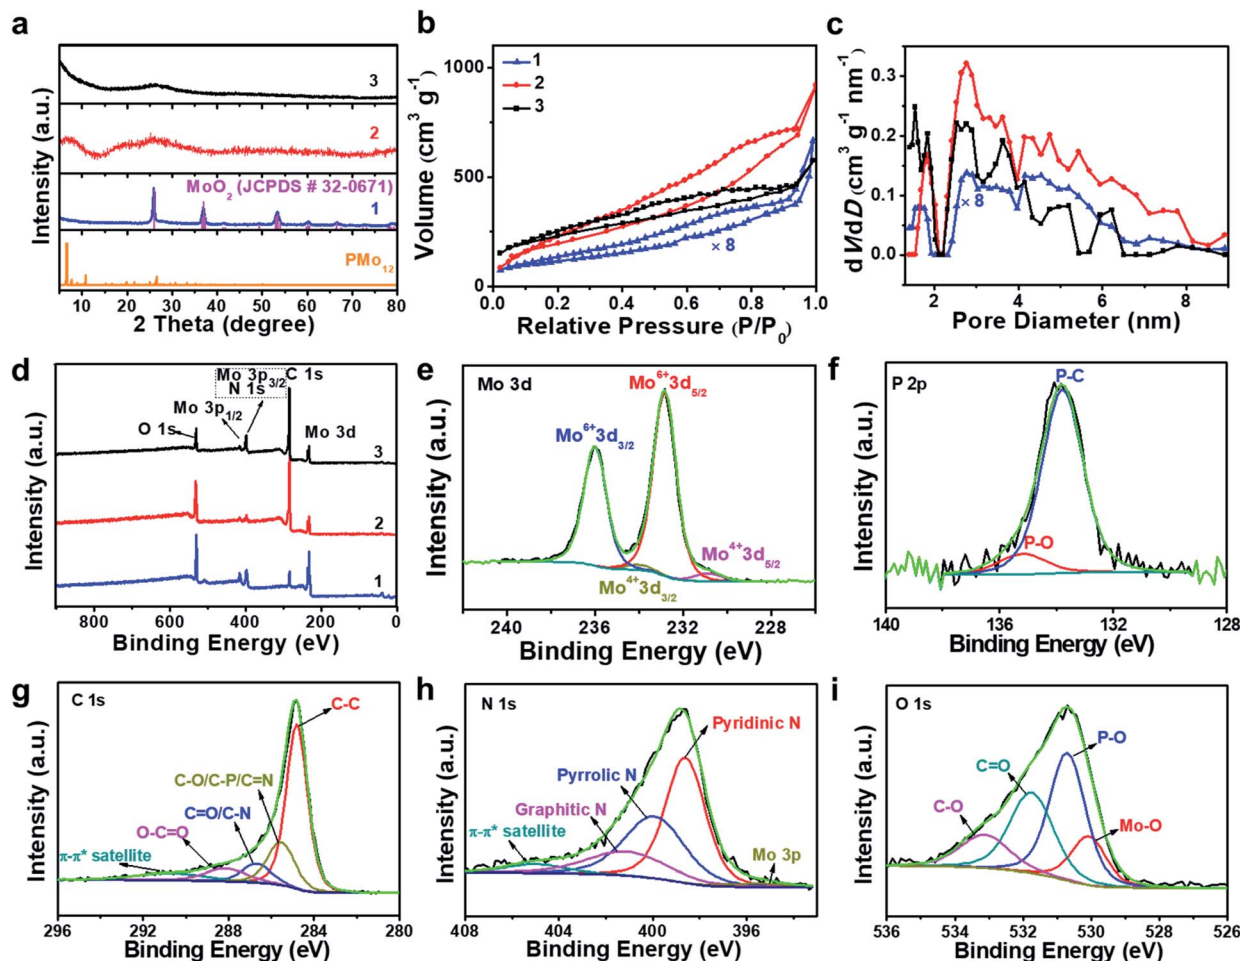 a
Intensity (a.u.)
3
2
MoO₂ (JCPDS # 32-0671)
1
PMo₁₂
10 20 30 40 50 60 70 80
2 Theta (degree)
b
Volume (cm³ g⁻¹)
1000
500
0
1
2
3
× 8
0.0 0.2 0.4 0.6 0.8 1.0
Relative Pressure (P/P₀)
c
dV/dD (cm³ g⁻¹ nm⁻¹)
0.3
0.2
0.1
0.0
× 8
2 4 6 8
Pore Diameter (nm)
d
Intensity (a.u.)
Mo 3p₃/₂
N 1s
C 1s
Mo 3p₁/₂
O 1s
Mo 3d
3
2
1
800 600 400 200 0
Binding Energy (eV)
e
Intensity (a.u.)
Mo 3d
Mo⁶⁺3d₅/₂
Mo⁶⁺3d₃/₂
Mo⁴⁺3d₅/₂
Mo⁴⁺3d₃/₂
240 236 232 228
Binding Energy (eV)
f
Intensity (a.u.)
P 2p
P-C
P-O
140 136 132 128
Binding Energy (eV)
g
Intensity (a.u.)
C 1s
C-C
C-O/C-P/C=N
C=O/C-N
O-C=O
π-π* satellite
296 292 288 284 280
Binding Energy (eV)
h
Intensity (a.u.)
N 1s
Pyridinic N
Pyrrolic N
Graphitic N
π-π* satellite
Mo 3p
408 404 400 396
Binding Energy (eV)
i
Intensity (a.u.)
O 1s
P-O
C=O
C-O
Mo-O
536 534 532 530 528 526
Binding Energy (eV)